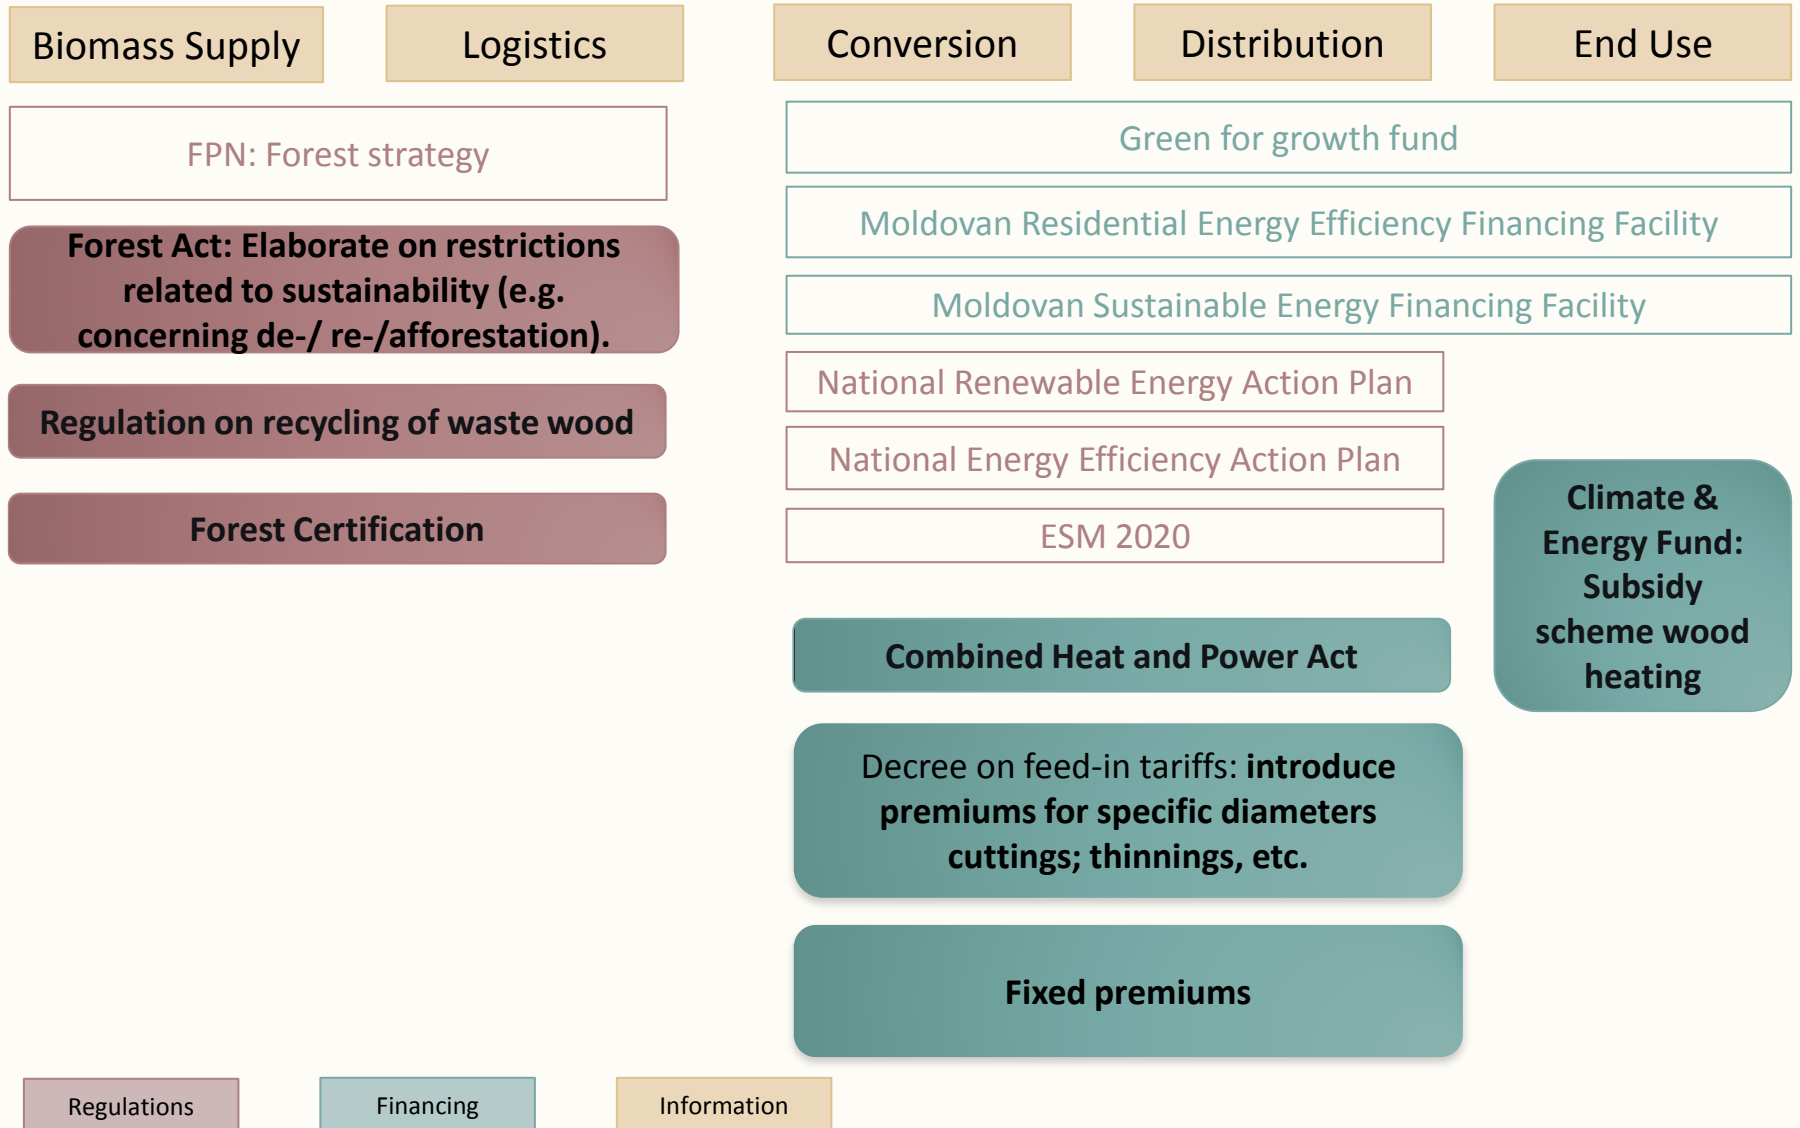 Biomass Supply
Logistics
Conversion
Distribution
End Use
FPN: Forest strategy
Forest Act: Elaborate on restrictions
related to sustainability (e.g.
concerning de-/ re-/afforestation).
Regulation on recycling of waste wood
Forest Certification
Green for growth fund
Moldovan Residential Energy Efficiency Financing Facility
Moldovan Sustainable Energy Financing Facility
National Renewable Energy Action Plan
National Energy Efficiency Action Plan
ESM 2020
Combined Heat and Power Act
Decree on feed-in tariffs: introduce
premiums for specific diameters
cuttings; thinnings, etc.
Fixed premiums
Climate &
Energy Fund:
Subsidy
scheme wood
heating
Regulations
Financing
Information